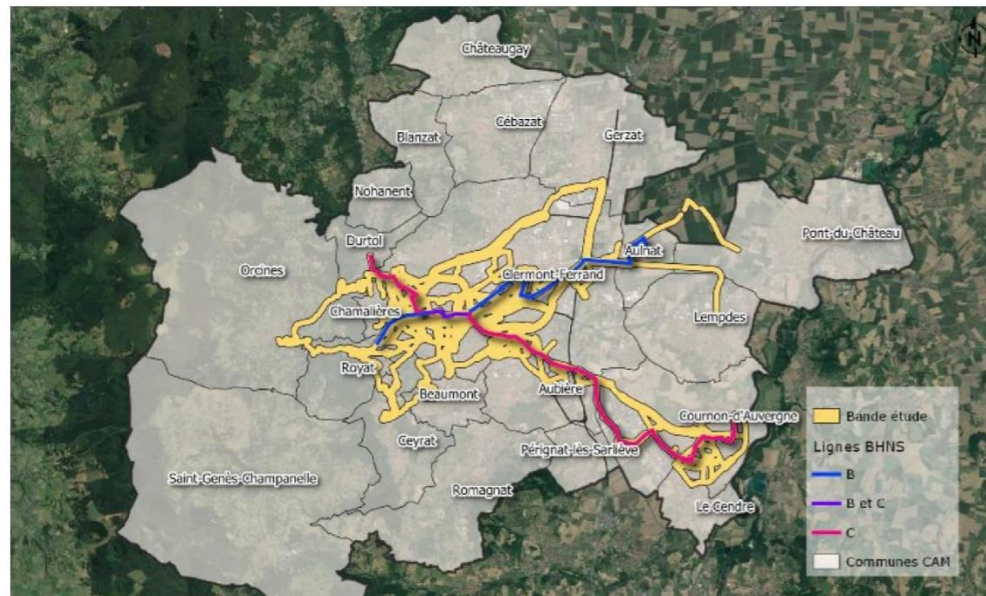 Châteaugay
N
Cébazat
Gerzat
Blanzat
Nohanent
Pont-du-Château
Durtol
Aulnat
Orcines
Clermont-Ferrand
Chamalières
Lempdes
Royat
Beaumont
Aubière
Cournon-d'Auvergne
Ceyrat
Pérignat-lès-Sarliève
Saint-Genès-Champanelle
Romagnat
Le Cendre
Bande étude
Lignes BHNS
B
B et C
C
Communes CAM